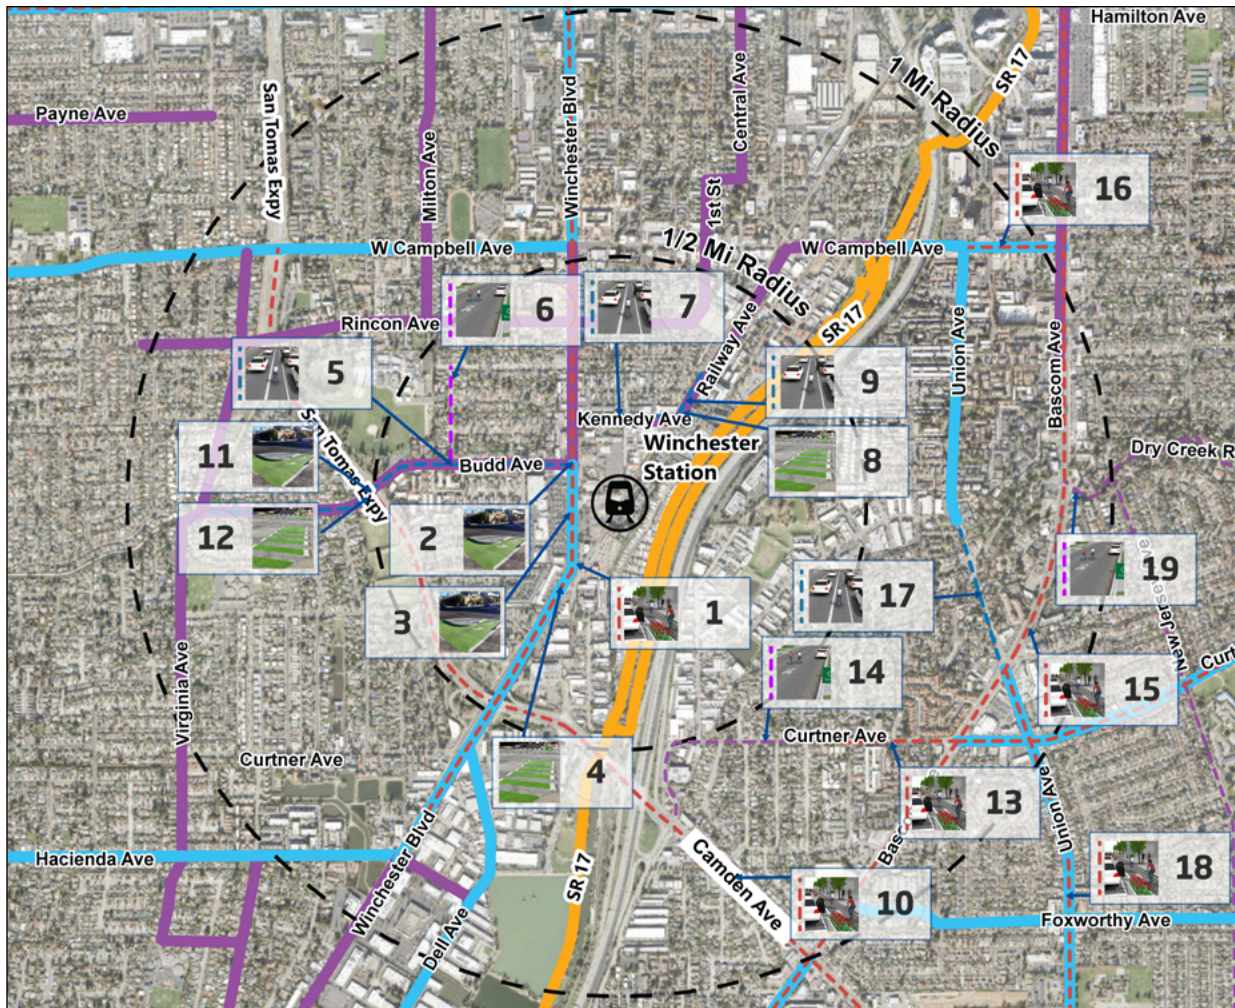 Hamilton Ave
SR 17
1 Mi Radius
Payne Ave
San Tomas Expy
Milton Ave
Winchester Blvd
Central Ave
1st St
16
W Campbell Ave
1/2 Mi Radius
W Campbell Ave
6
7
Rincon Ave
SR 17
Railway Ave
Union Ave
Bascom Ave
5
9
Kennedy Ave
Winchester
Station
11
Budd Ave
8
Dry Creek R
San Tomas Expy
12
2
19
3
1
17
New Jersey Ave
14
15
Curt
Virginia Ave
Curtner Ave
Curtner Ave
4
13
Winchester Blvd
Hacienda Ave
SR 17
Camden Ave
Basc
Union Ave
18
10
Foxworthy Ave
Dell Ave